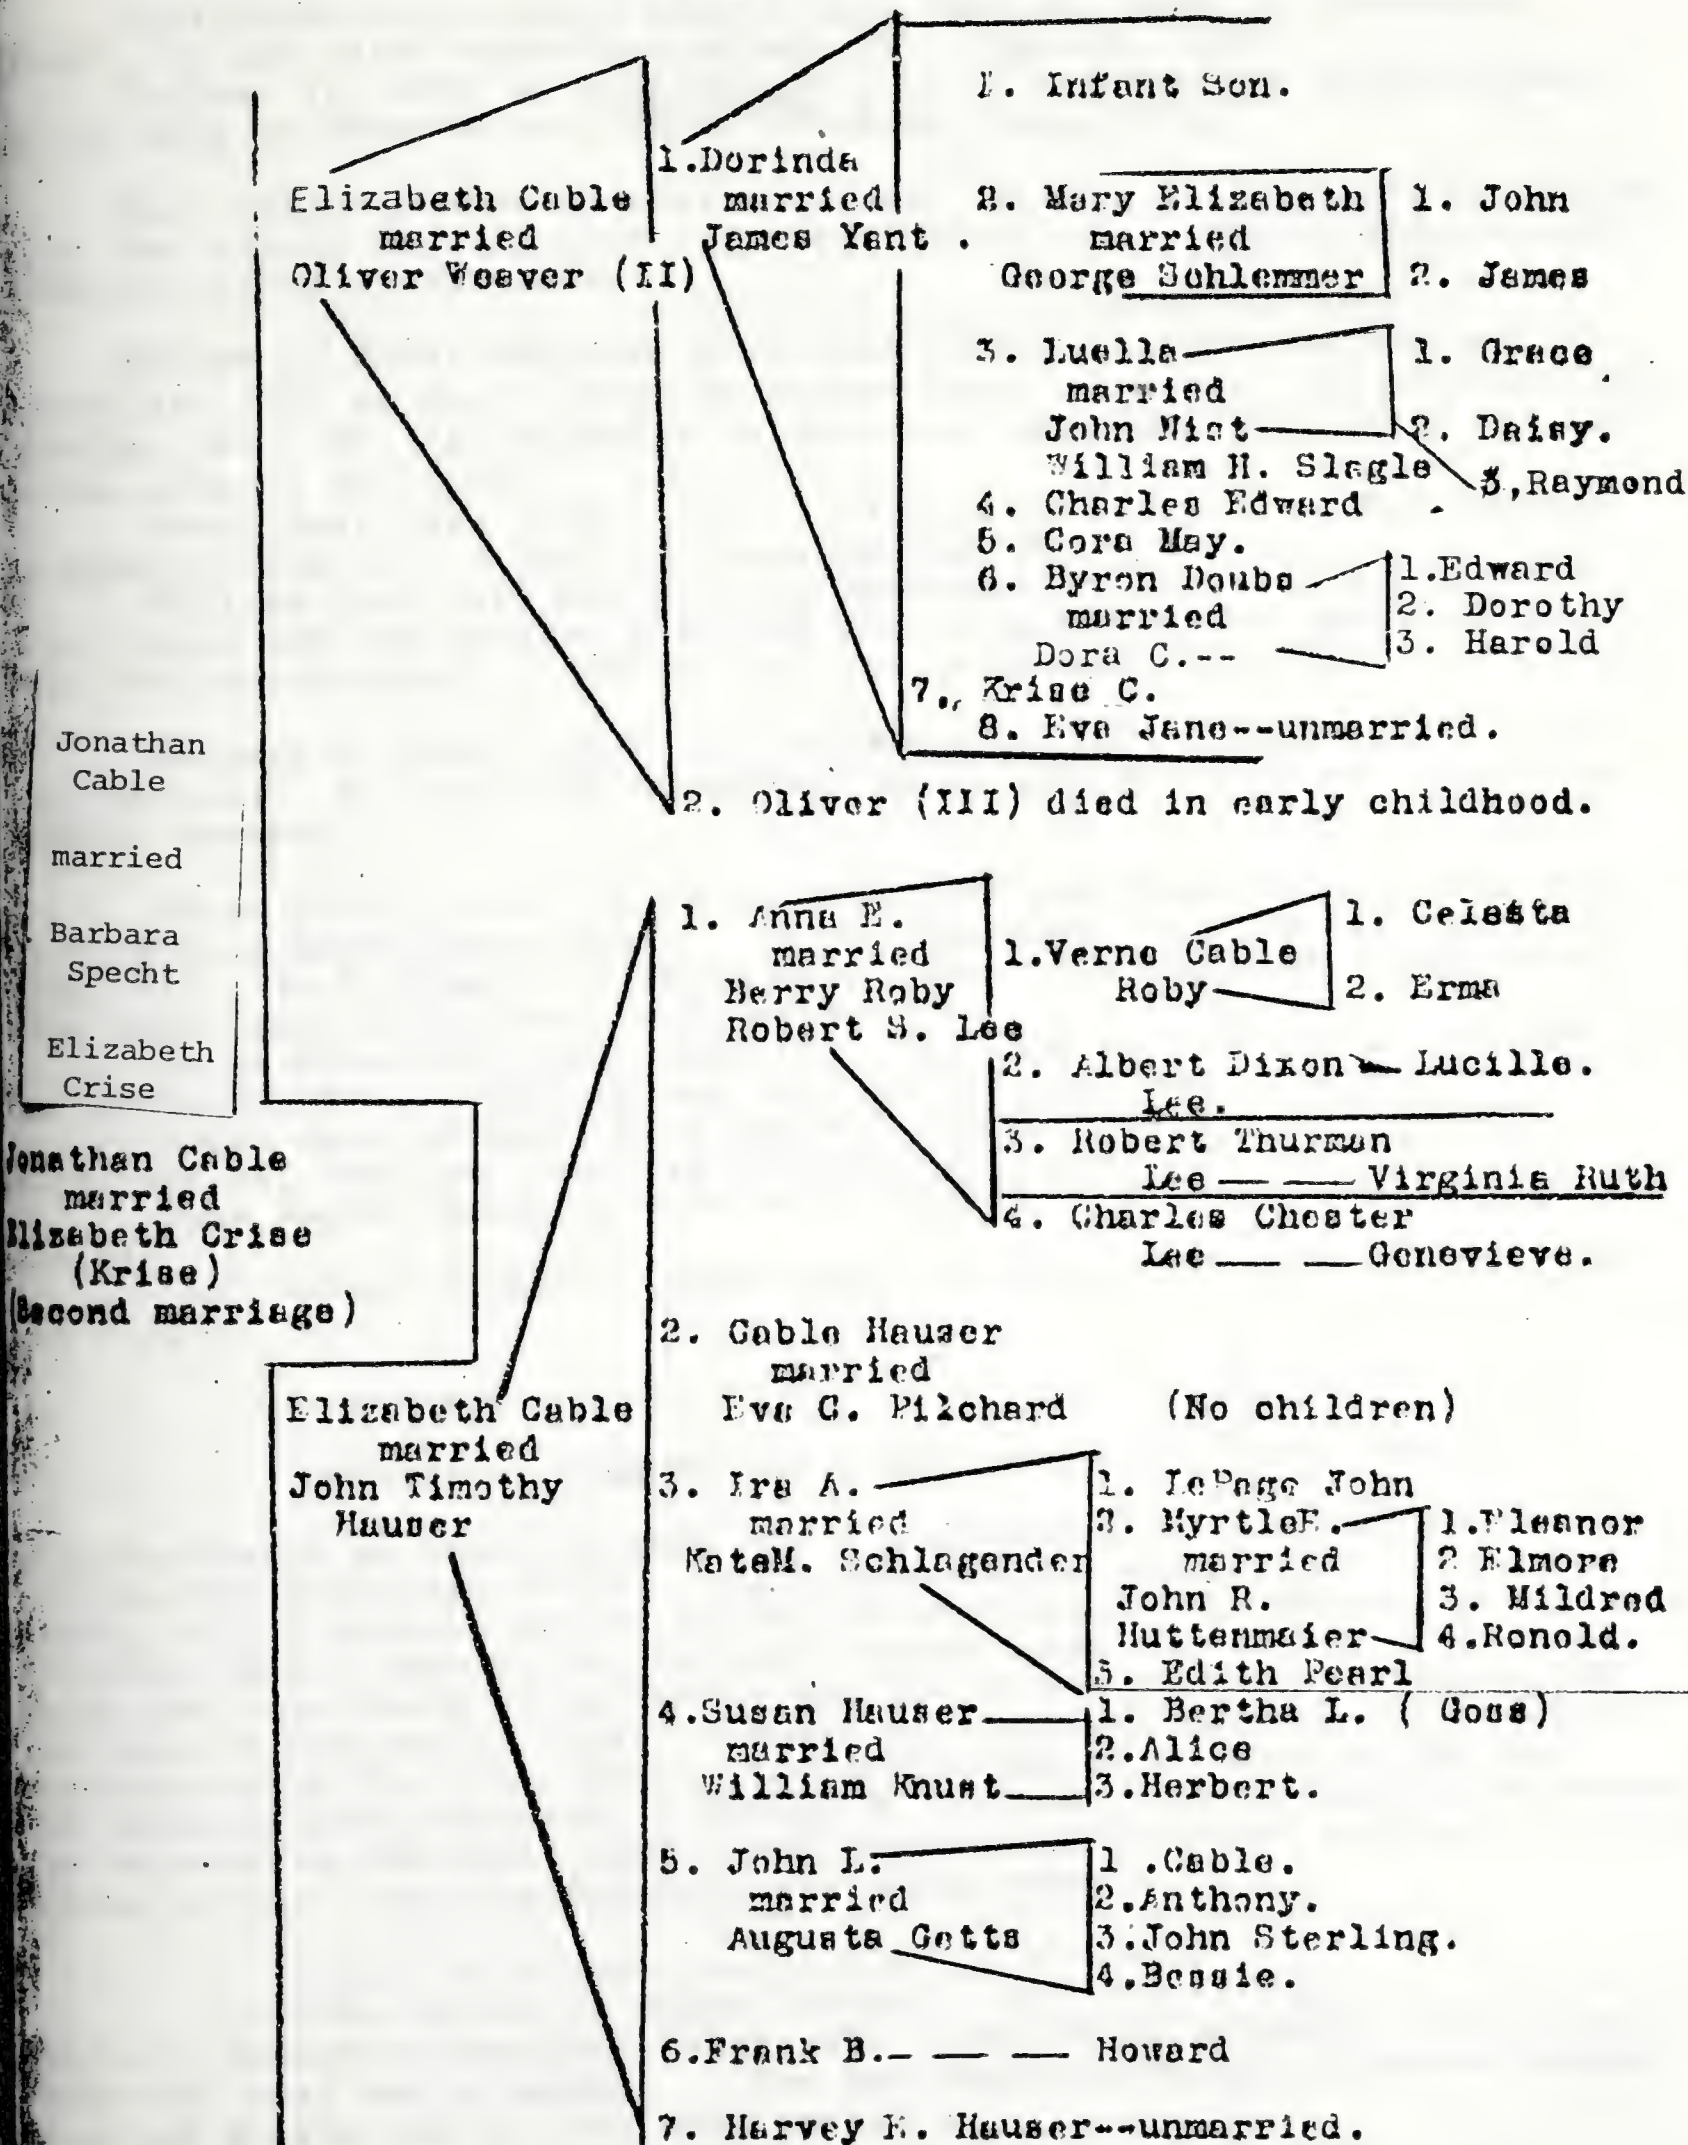 Jonathan
Cable
married
Barbara
Specht
Elizabeth
Crise
Jonathan Cable
married
Elizabeth Crise
(Krise)
(Second marriage)
Elizabeth Cable
married
Oliver Weaver (II)
1.Dorinda
married
James Yant .
1. Infant Son.
2. Mary Elizabeth
married
George Schlemmer
1. John
2. James
3. Luella
married
John Nist
William H. Slagle
1. Grace
2. Daisy.
3,Raymond
4. Charles Edward
5. Cora May.
6. Byron Doubs
married
Dora C.--
1.Edward
2. Dorothy
3. Harold
7., Krise C.
8. Eva Jane--unmarried.
2. Oliver (III) died in early childhood.
Elizabeth Cable
married
John Timothy
Hauser
1. Anna E.
married
Berry Roby
Robert S. Lee
1.Verno Cable
Roby
1. Celesta
2. Erma
2. Albert Dixon — Lucille.
Lee.
3. Robert Thurman
Lee — — Virginia Ruth
4. Charles Chester
Lee — — Genevieve.
2. Cable Hauser
married
Eva C. Pilchard (No children)
3. Ira A.
married
KateM. Schlagender
1. LePage John
2. MyrtleE.
married
John R.
Huttenmaier
1.Eleanor
2 Elmore
3. Mildred
4.Ronold.
3. Edith Pearl
4.Susan Hauser
married
William Knust
1. Bertha L. ( Goss)
2.Alice
3.Herbert.
5. John L.
married
Augusta Getts
1 .Cable.
2.Anthony.
3.John Sterling.
4.Bessie.
6.Frank B.— — — Howard
7. Harvey E. Hauser--unmarried.